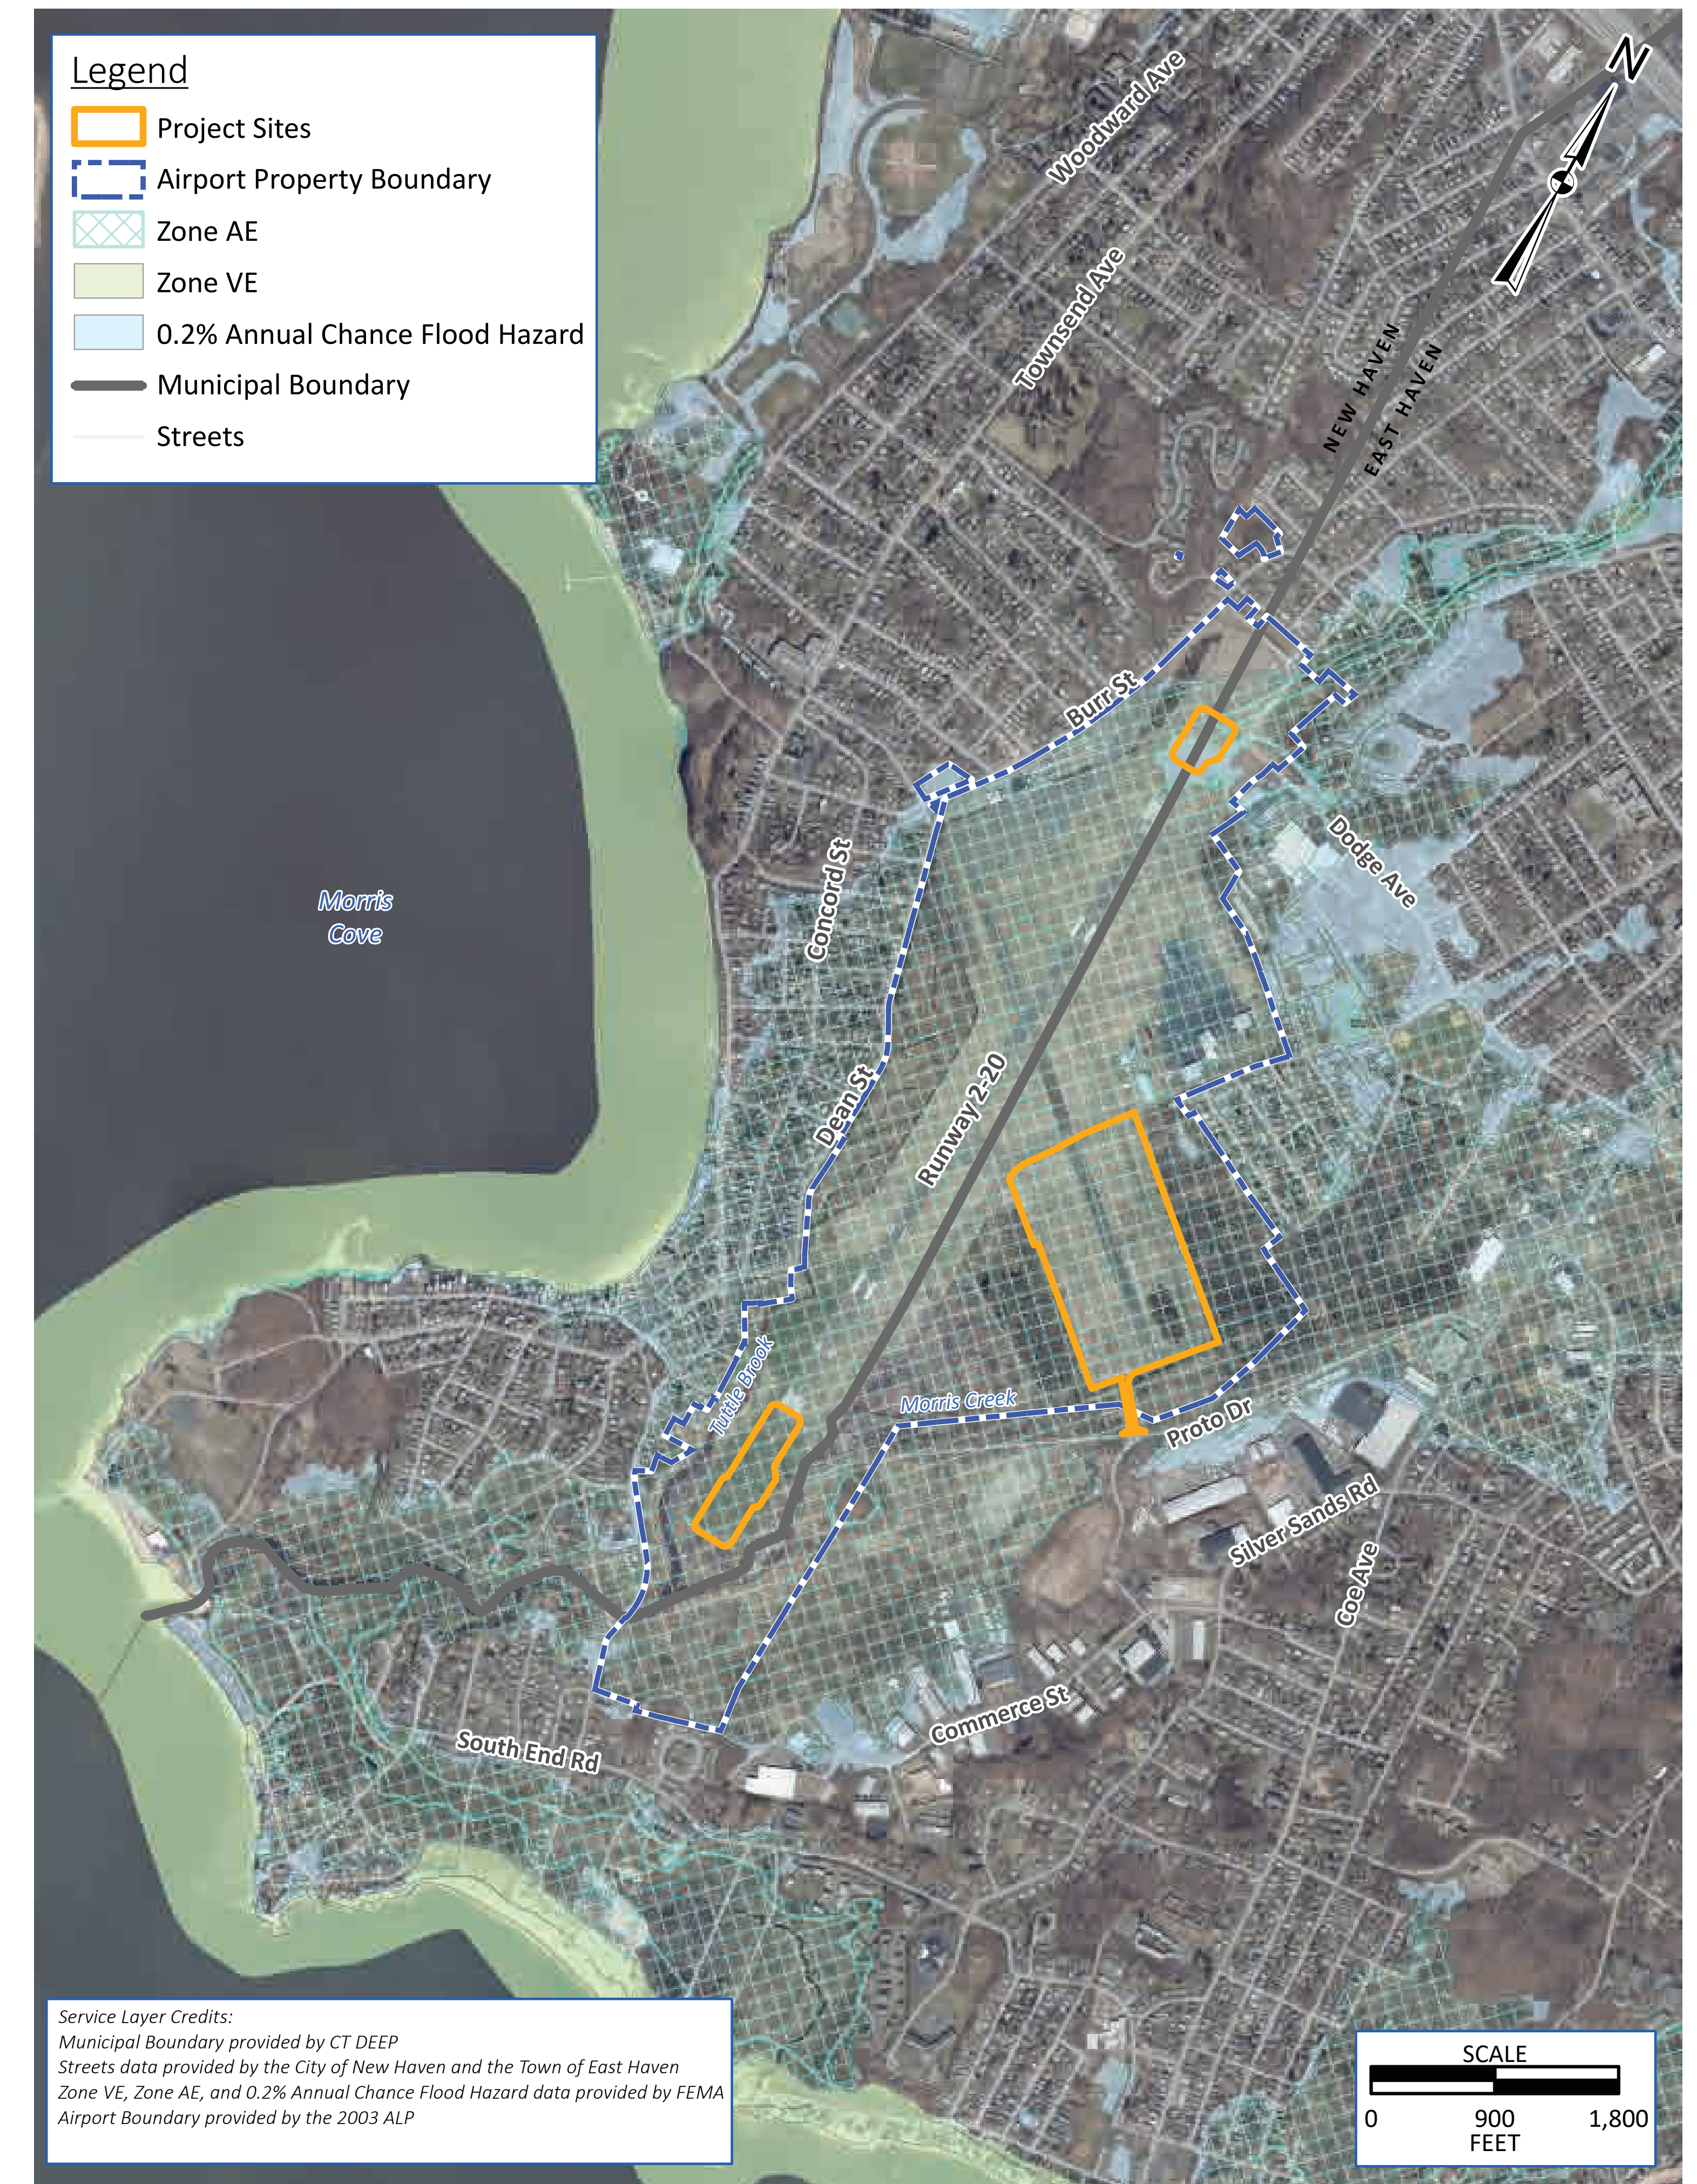 Legend
Project Sites
Airport Property Boundary
Zone AE
Zone VE
0.2% Annual Chance Flood Hazard
Municipal Boundary
Streets
N
Woodward Ave
Townsend Ave
NEW HAVEN
EAST HAVEN
Burr St
Dodge Ave
Concord St
Morris
Cove
Dean St
Runway 2-20
Tuttle Brook
Morris Creek
Proto Dr
Silver Sands Rd
Coe Ave
Commerce St
South End Rd
Service Layer Credits:
Municipal Boundary provided by CT DEEP
Streets data provided by the City of New Haven and the Town of East Haven
Zone VE, Zone AE, and 0.2% Annual Chance Flood Hazard data provided by FEMA
Airport Boundary provided by the 2003 ALP
SCALE
0 900 1,800
FEET